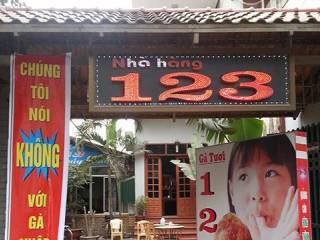 Nhà hàng
123
CHÚNG
TÔI
NÓI
KHÔNG
VỚI
GÀ
Gà Tươi
1
2